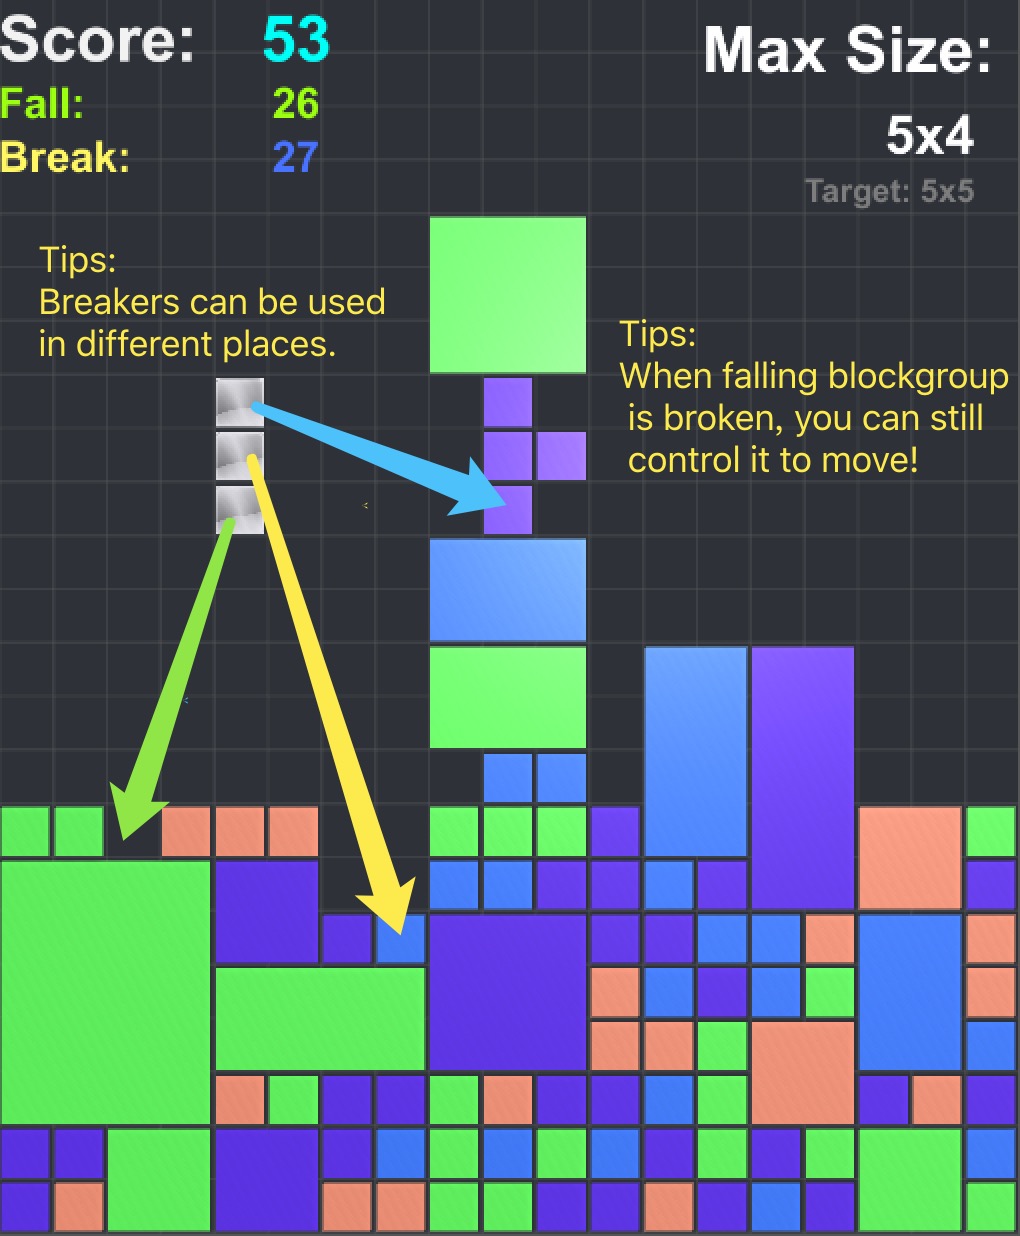 Score: 53
Fall: 26
Break: 27
Max Size:
5x4
Target: 5x5
Tips:
Breakers can be used
in different places.
Tips:
When falling blockgroup
is broken, you can still
control it to move!